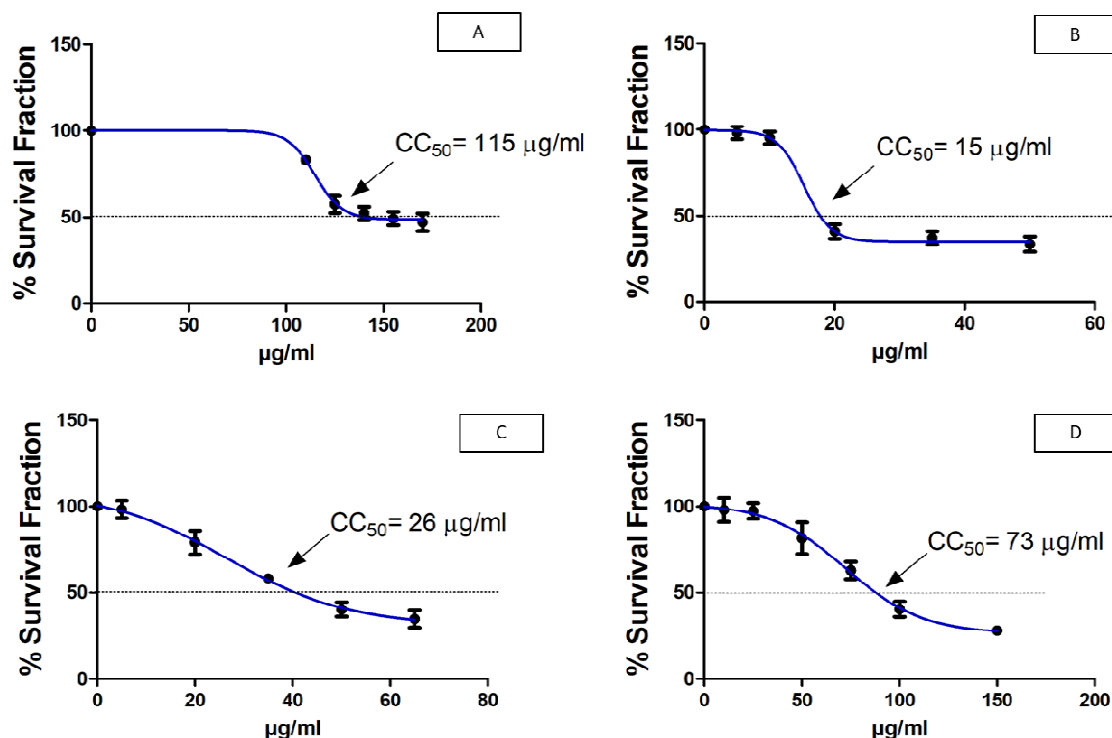 A
150
100
50
0
% Survival Fraction
CC50= 115 µg/ml
0 50 100 150 200
µg/ml
B
150
100
50
0
% Survival Fraction
CC50= 15 µg/ml
0 20 40 60
µg/ml
C
150
100
50
0
% Survival Fraction
CC50= 26 µg/ml
0 20 40 60 80
µg/ml
D
150
100
50
0
% Survival Fraction
CC50= 73 µg/ml
0 50 100 150 200
µg/ml